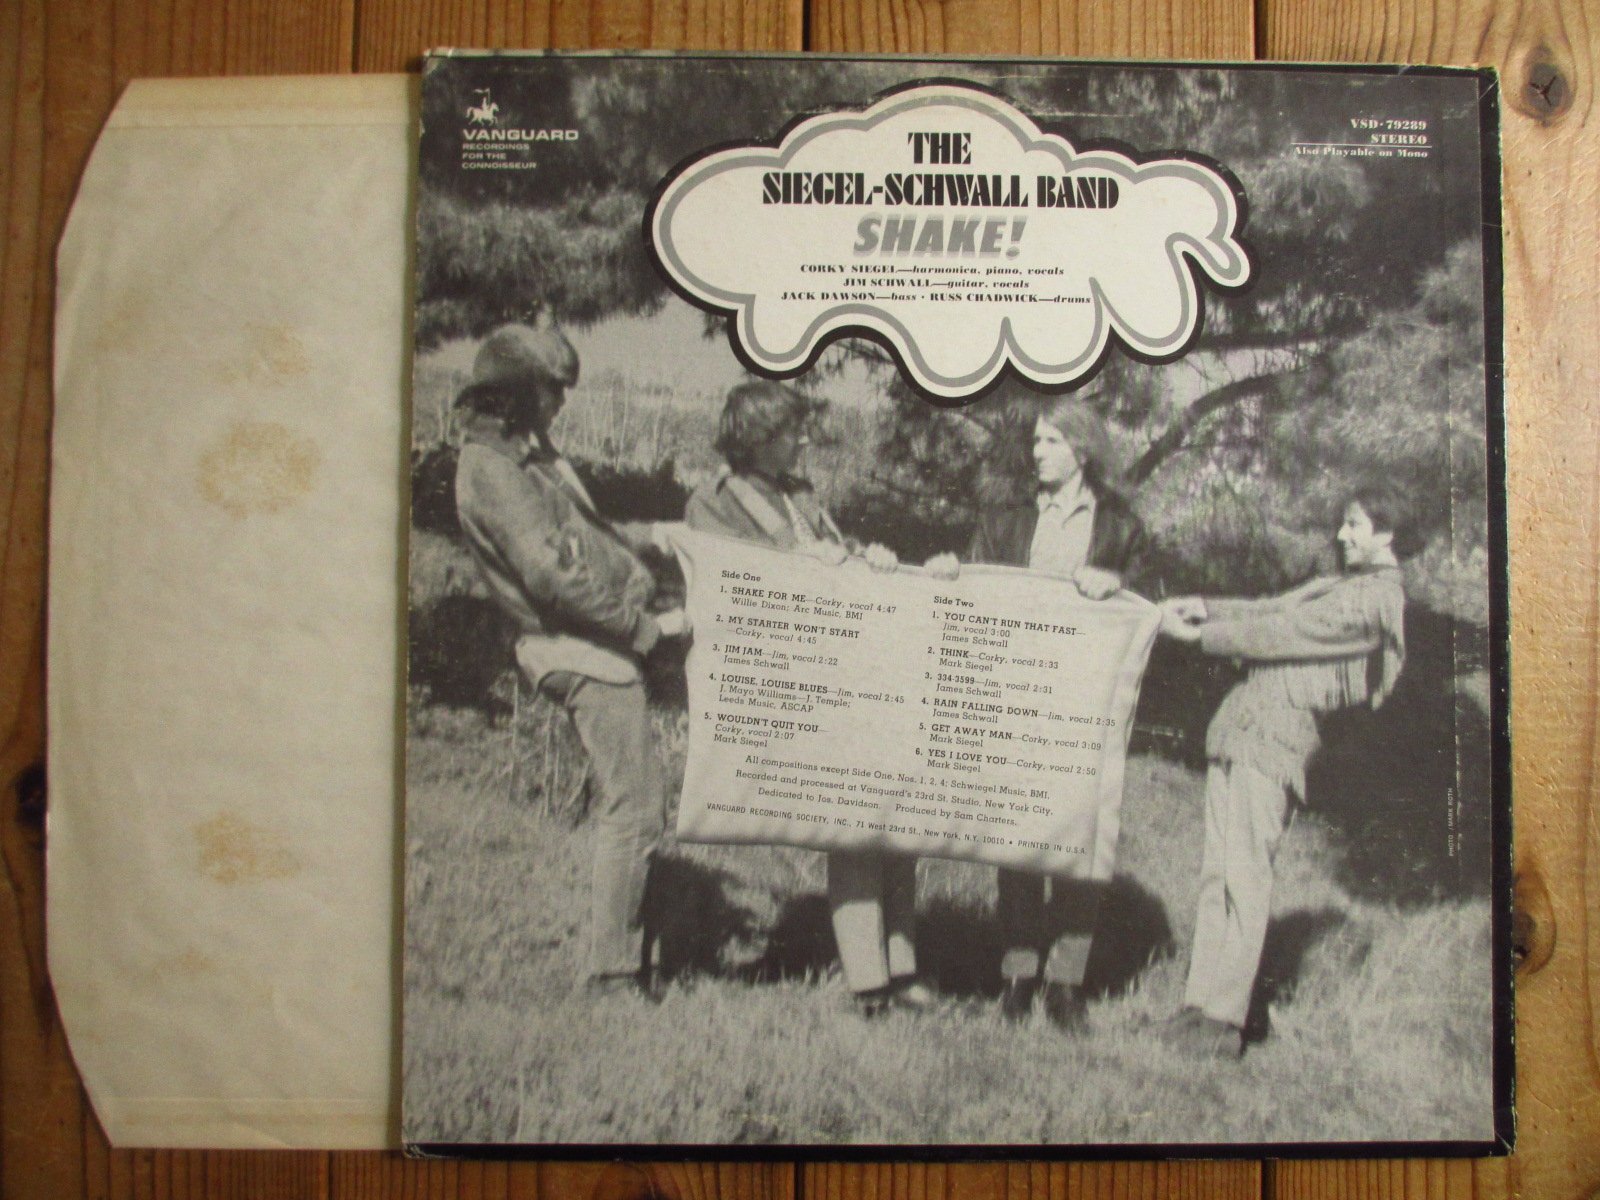 VANGUARD
RECORDINGS
FOR THE
CONNOISSEUR
THE
SIEGEL-SCHWALL BAND
SHAKE!
CORKY SIEGEL—harmonica, piano, vocals
JIM SCHWALL—guitar, vocals
JACK DAWSON—bass • RUSS CHADWICK—drums
VSD-79289
STEREO
Also Playable on Mono
Side One
1. SHAKE FOR ME—Corky, vocal 4:47
Willie Dixon; Arc Music, BMI
2. MY STARTER WON'T START
—Corky, vocal 4:45
3. JIM JAM—Jim, vocal 2:22
James Schwall
4. LOUISE, LOUISE BLUES—Jim, vocal 2:45
J. Mayo Williams—J. Temple;
Leeds Music, ASCAP
5. WOULDN'T QUIT YOU—
Corky, vocal 2:07
Mark Siegel
Side Two
1. YOU CAN'T RUN THAT FAST—
Jim, vocal 3:00
James Schwall
2. THINK—Corky, vocal 2:33
Mark Siegel
3. 334-3599—Jim, vocal 2:31
James Schwall
4. RAIN FALLING DOWN—Jim, vocal 2:35
James Schwall
5. GET AWAY MAN—Corky, vocal 3:09
Mark Siegel
6. YES I LOVE YOU—Corky, vocal 2:50
Mark Siegel
All compositions except Side One, Nos. 1, 2, 4: Schwiegel Music, BMI.
Recorded and processed at Vanguard's 23rd St. Studio, New York City.
Dedicated to Jos. Davidson. Produced by Sam Charters.
VANGUARD RECORDING SOCIETY, INC., 71 West 23rd St., New York, N.Y. 10010 • PRINTED IN U.S.A.
PHOTO / MARK ROTH